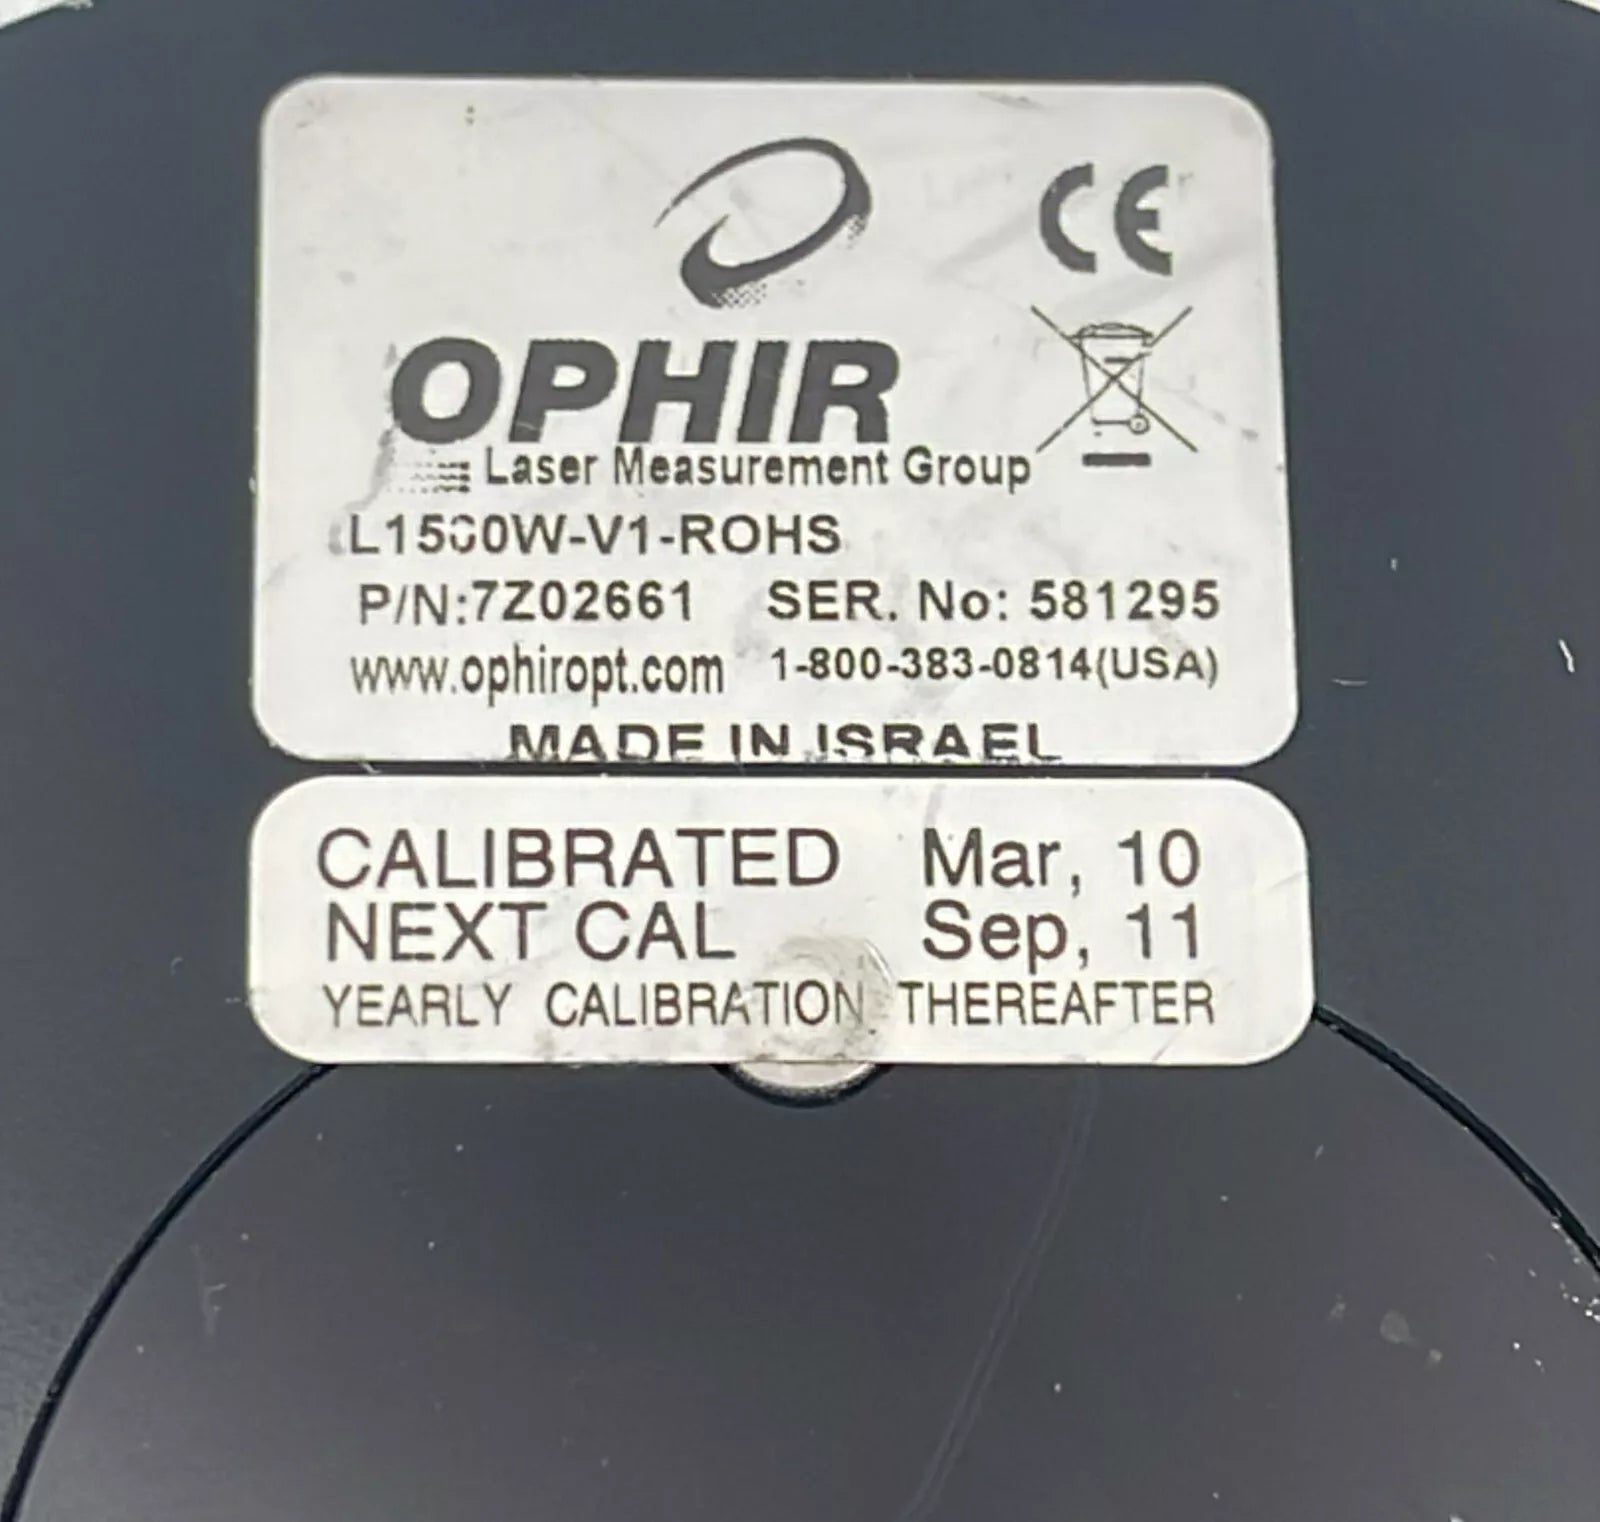 CE
OPHIR
Laser Measurement Group
L1500W-V1-ROHS
P/N:7Z02661 SER. No: 581295
www.ophiropt.com 1-800-383-0814(USA)
MADE IN ISRAEL
CALIBRATED Mar, 10
NEXT CAL Sep, 11
YEARLY CALIBRATION THEREAFTER